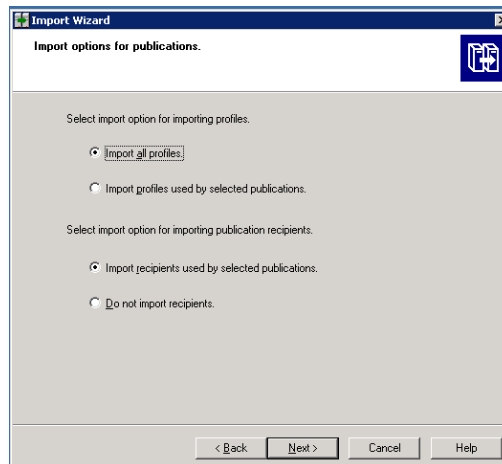 Import Wizard
Import options for publications.
Select import option for importing profiles.
Import all profiles.
Import profiles used by selected publications.
Select import option for importing publication recipients.
Import recipients used by selected publications.
Do not import recipients.
< Back
Next >
Cancel
Help